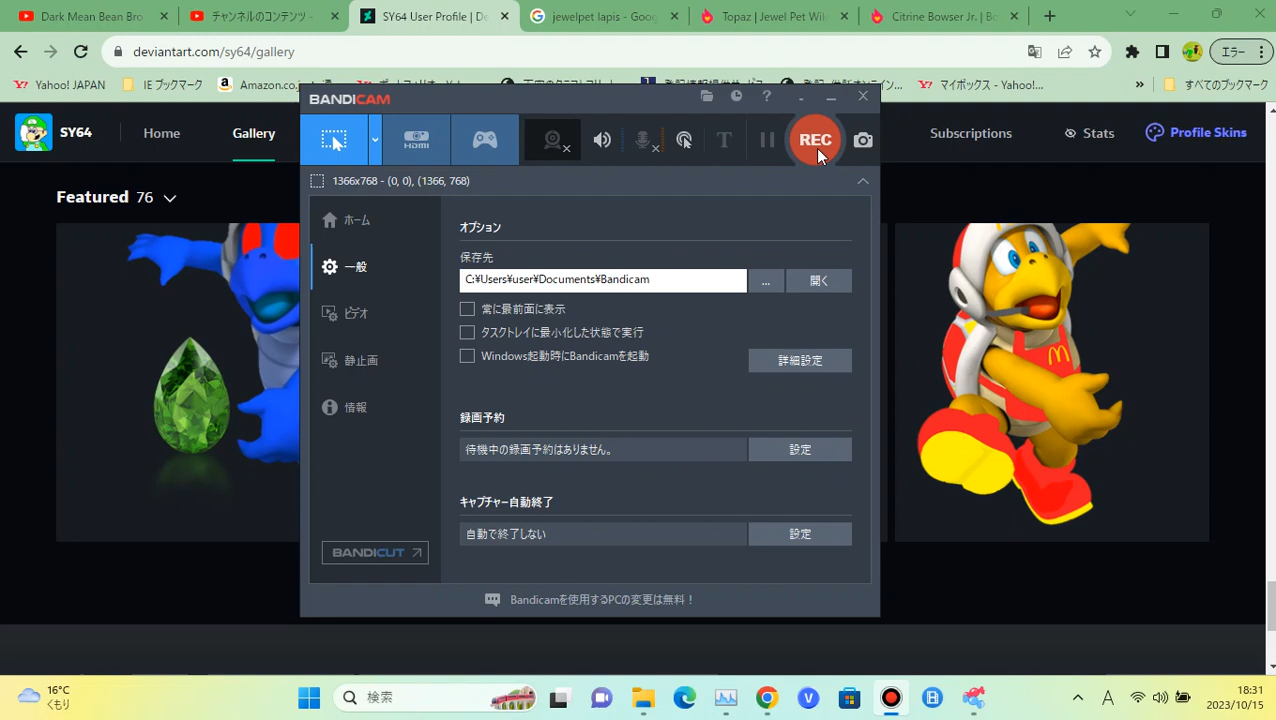 Dark Mean Bean Bro
チャンネルのコンテンツ -
SY64 User Profile | De
jewelpet lapis - Goog
Topaz | Jewel Pet Wik
Citrine Bowser Jr. | Bo
deviantart.com/sy64/gallery
エラー
Yahoo! JAPAN
IE ブックマーク
Amazon.co.j
マイボックス - Yahoo!...
»
すべてのブックマーク
SY64
Home
Gallery
Subscriptions
Stats
Profile Skins
Featured 76
BANDICAM
?
HDMI
T
REC
1366x768 - (0, 0), (1366, 768)
ホーム
一般
ビデオ
静止画
情報
BANDICUT
オプション
保存先
C:¥Users¥user¥Documents¥Bandicam
...
開く
常に最前面に表示
タスクトレイに最小化した状態で実行
Windows起動時にBandicamを起動
詳細設定
録画予約
待機中の録画予約はありません。
設定
キャプチャー自動終了
自動で終了しない
設定
Bandicamを使用するPCの変更は無料！
16°C
くもり
検索
V
A
18:31
2023/10/15